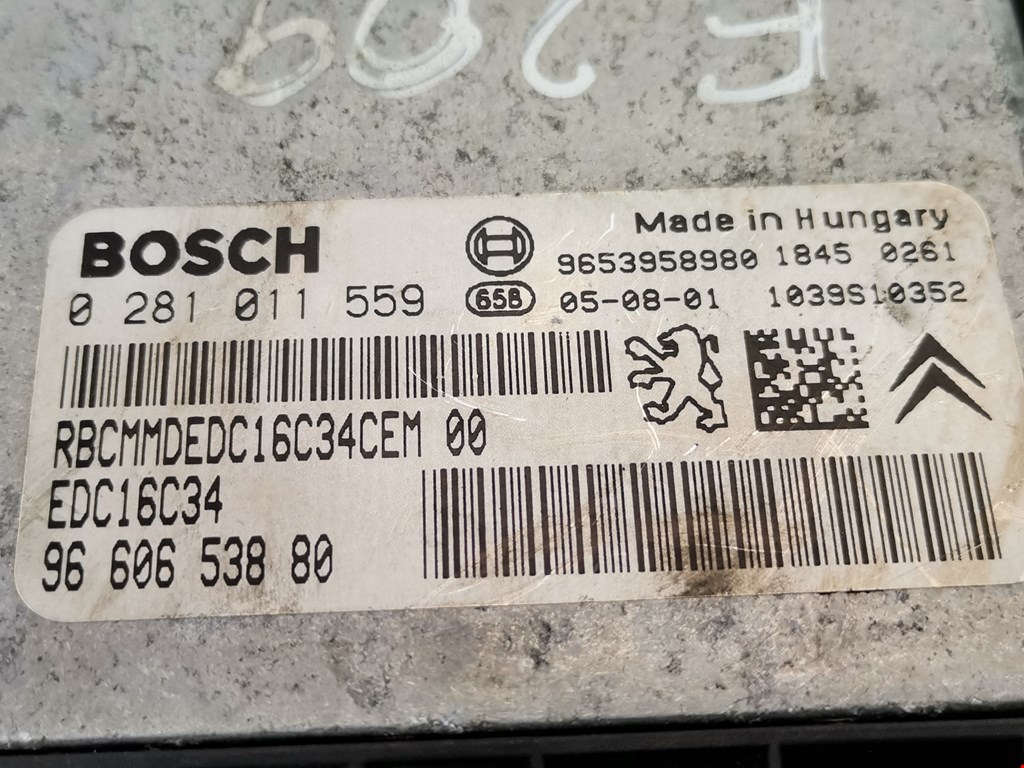 F209
BOSCH
0 281 011 559
658
Made in Hungary
9653958980 1845 0261
05-08-01 1039S10352
RBCMMDEDC16C34CEM 00
EDC16C34
96 606 538 80